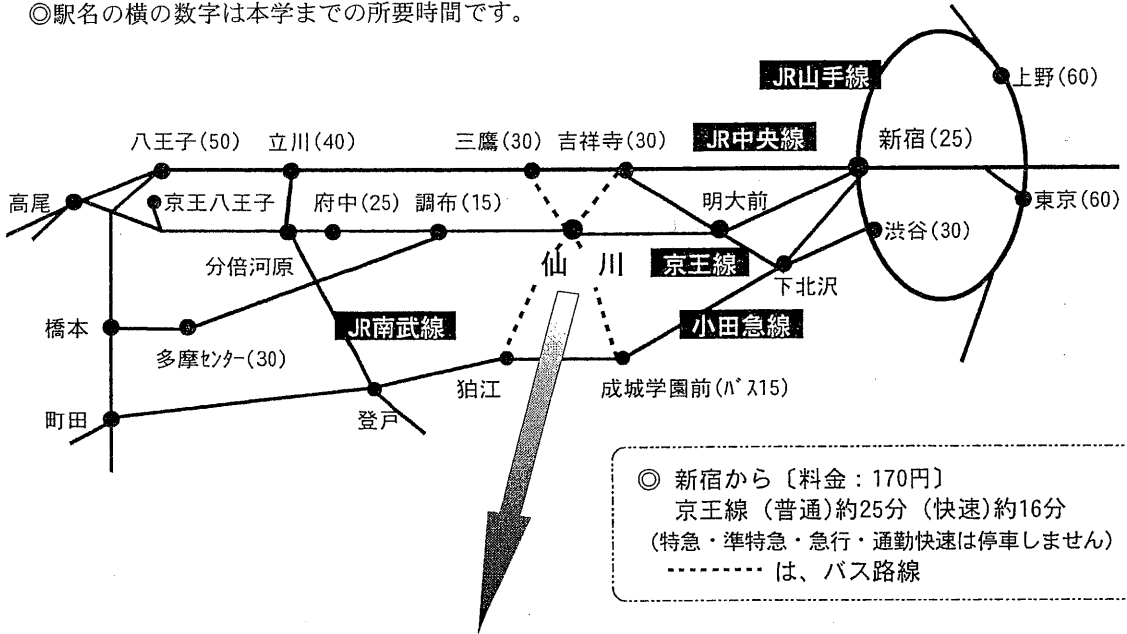 ◎駅名の横の数字は本学までの所要時間です。
JR山手線
上野(60)
八王子(50)
立川(40)
三鷹(30)
吉祥寺(30)
JR中央線
新宿(25)
高尾
京王八王子
府中(25)
調布(15)
明大前
東京(60)
渋谷(30)
分倍河原
仙川
京王線
下北沢
橋本
JR南武線
小田急線
多摩センター(30)
狛江
成城学園前(バス15)
町田
登戸
◎ 新宿から〔料金：170円〕
京王線 (普通)約25分 (快速)約16分
(特急・準特急・急行・通勤快速は停車しません)
は、バス路線